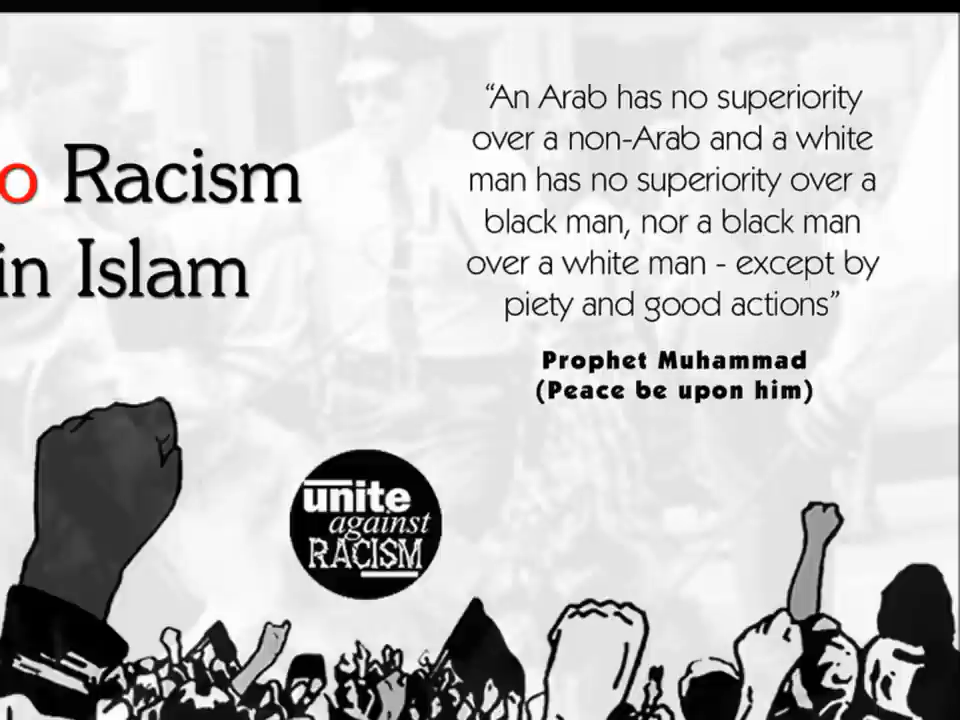 o Racism
in Islam
“An Arab has no superiority
over a non-Arab and a white
man has no superiority over a
black man, nor a black man
over a white man - except by
piety and good actions”
Prophet Muhammad
(Peace be upon him)
unite
against
RACISM